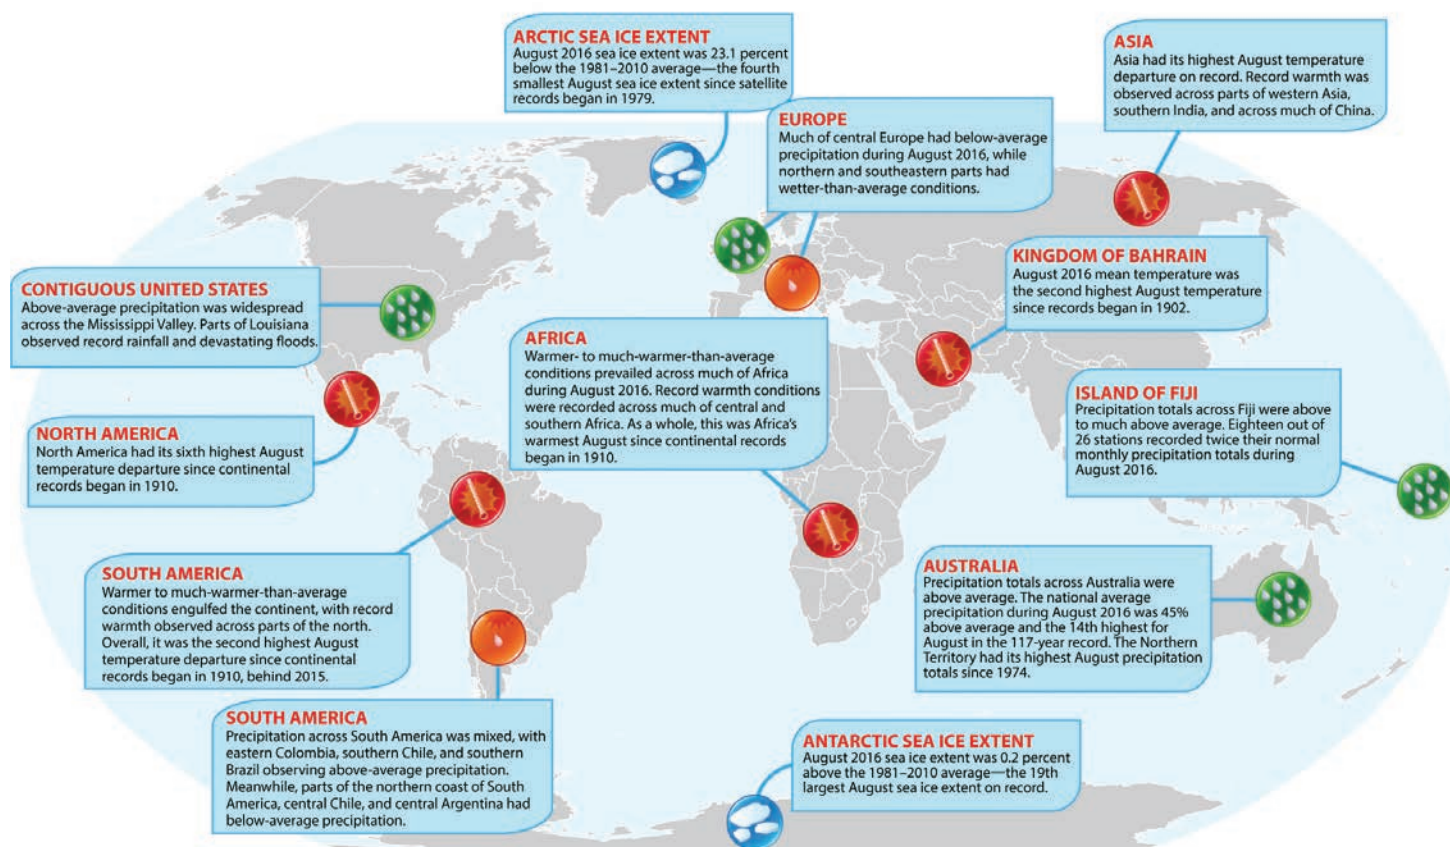 ARCTIC SEA ICE EXTENT
August 2016 sea ice extent was 23.1 percent
below the 1981–2010 average—the fourth
smallest August sea ice extent since satellite
records began in 1979.
ASIA
Asia had its highest August temperature
departure on record. Record warmth was
observed across parts of western Asia,
southern India, and across much of China.
EUROPE
Much of central Europe had below-average
precipitation during August 2016, while
northern and southeastern parts had
wetter-than-average conditions.
KINGDOM OF BAHRAIN
August 2016 mean temperature was
the second highest August temperature
since records began in 1902.
CONTIGUOUS UNITED STATES
Above-average precipitation was widespread
across the Mississippi Valley. Parts of Louisiana
observed record rainfall and devastating floods.
AFRICA
Warmer- to much-warmer-than-average
conditions prevailed across much of Africa
during August 2016. Record warmth conditions
were recorded across much of central and
southern Africa. As a whole, this was Africa's
warmest August since continental records
began in 1910.
ISLAND OF FIJI
Precipitation totals across Fiji were above
to much above average. Eighteen out of
26 stations recorded twice their normal
monthly precipitation totals during
August 2016.
NORTH AMERICA
North America had its sixth highest August
temperature departure since continental
records began in 1910.
SOUTH AMERICA
Warmer to much-warmer-than-average
conditions engulfed the continent, with record
warmth observed across parts of the north.
Overall, it was the second highest August
temperature departure since continental
records began in 1910, behind 2015.
AUSTRALIA
Precipitation totals across Australia were
above average. The national average
precipitation during August 2016 was 45%
above average and the 14th highest for
August in the 117-year record. The Northern
Territory had its highest August precipitation
totals since 1974.
SOUTH AMERICA
Precipitation across South America was mixed, with
eastern Colombia, southern Chile, and southern
Brazil observing above-average precipitation.
Meanwhile, parts of the northern coast of South
America, central Chile, and central Argentina had
below-average precipitation.
ANTARCTIC SEA ICE EXTENT
August 2016 sea ice extent was 0.2 percent
above the 1981–2010 average—the 19th
largest August sea ice extent on record.